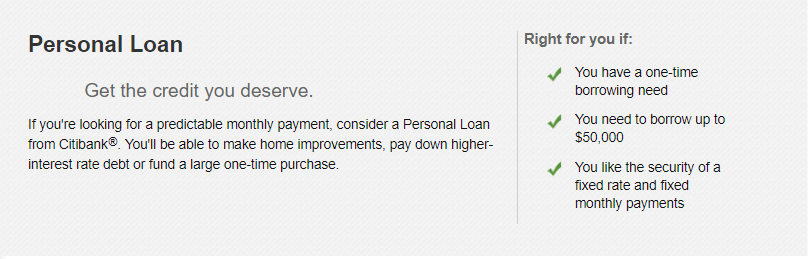 Personal Loan
Get the credit you deserve.
If you're looking for a predictable monthly payment, consider a Personal Loan
from Citibank®. You'll be able to make home improvements, pay down higher-
interest rate debt or fund a large one-time purchase.
Right for you if:
You have a one-time
borrowing need
You need to borrow up to
$50,000
You like the security of a
fixed rate and fixed
monthly payments